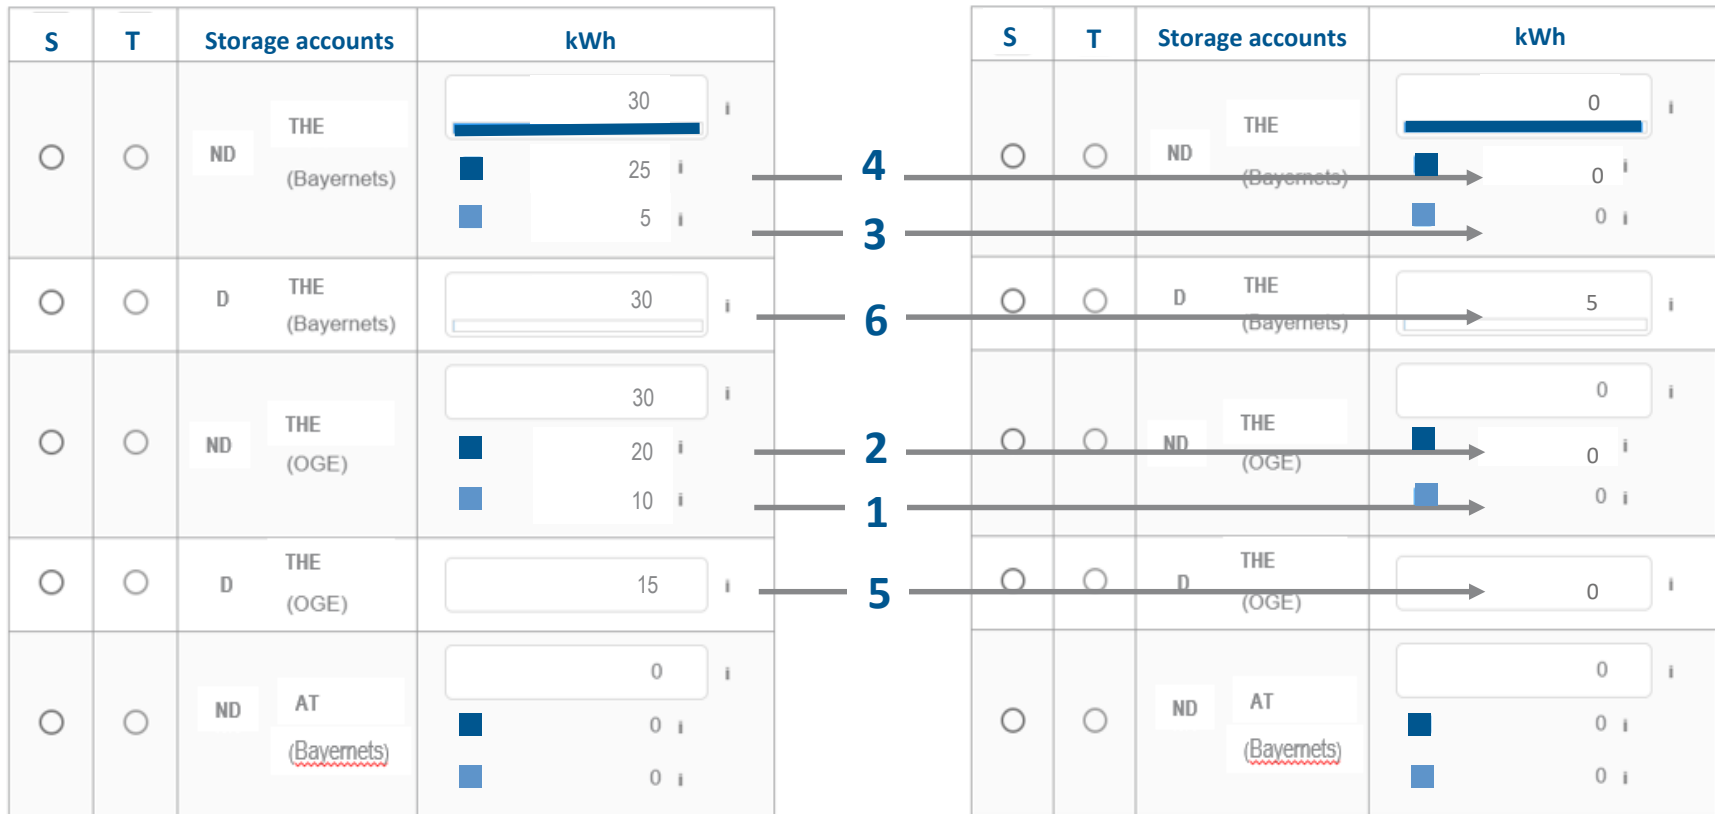 S T Storage accounts kWh
ND THE (Bayernets) 30 i
25 i
5 i
D THE (Bayernets) 30 i
ND THE (OGE) 30 i
20 i
10 i
D THE (OGE) 15 i
ND AT (Bayernets) 0 i
0 i
0 i
4
3
6
2
1
5
S T Storage accounts kWh
ND THE (Bayernets) 0 i
0 i
0 i
D THE (Bayernets) 5 i
ND THE (OGE) 0 i
0 i
0 i
D THE (OGE) 0 i
ND AT (Bayernets) 0 i
0 i
0 i